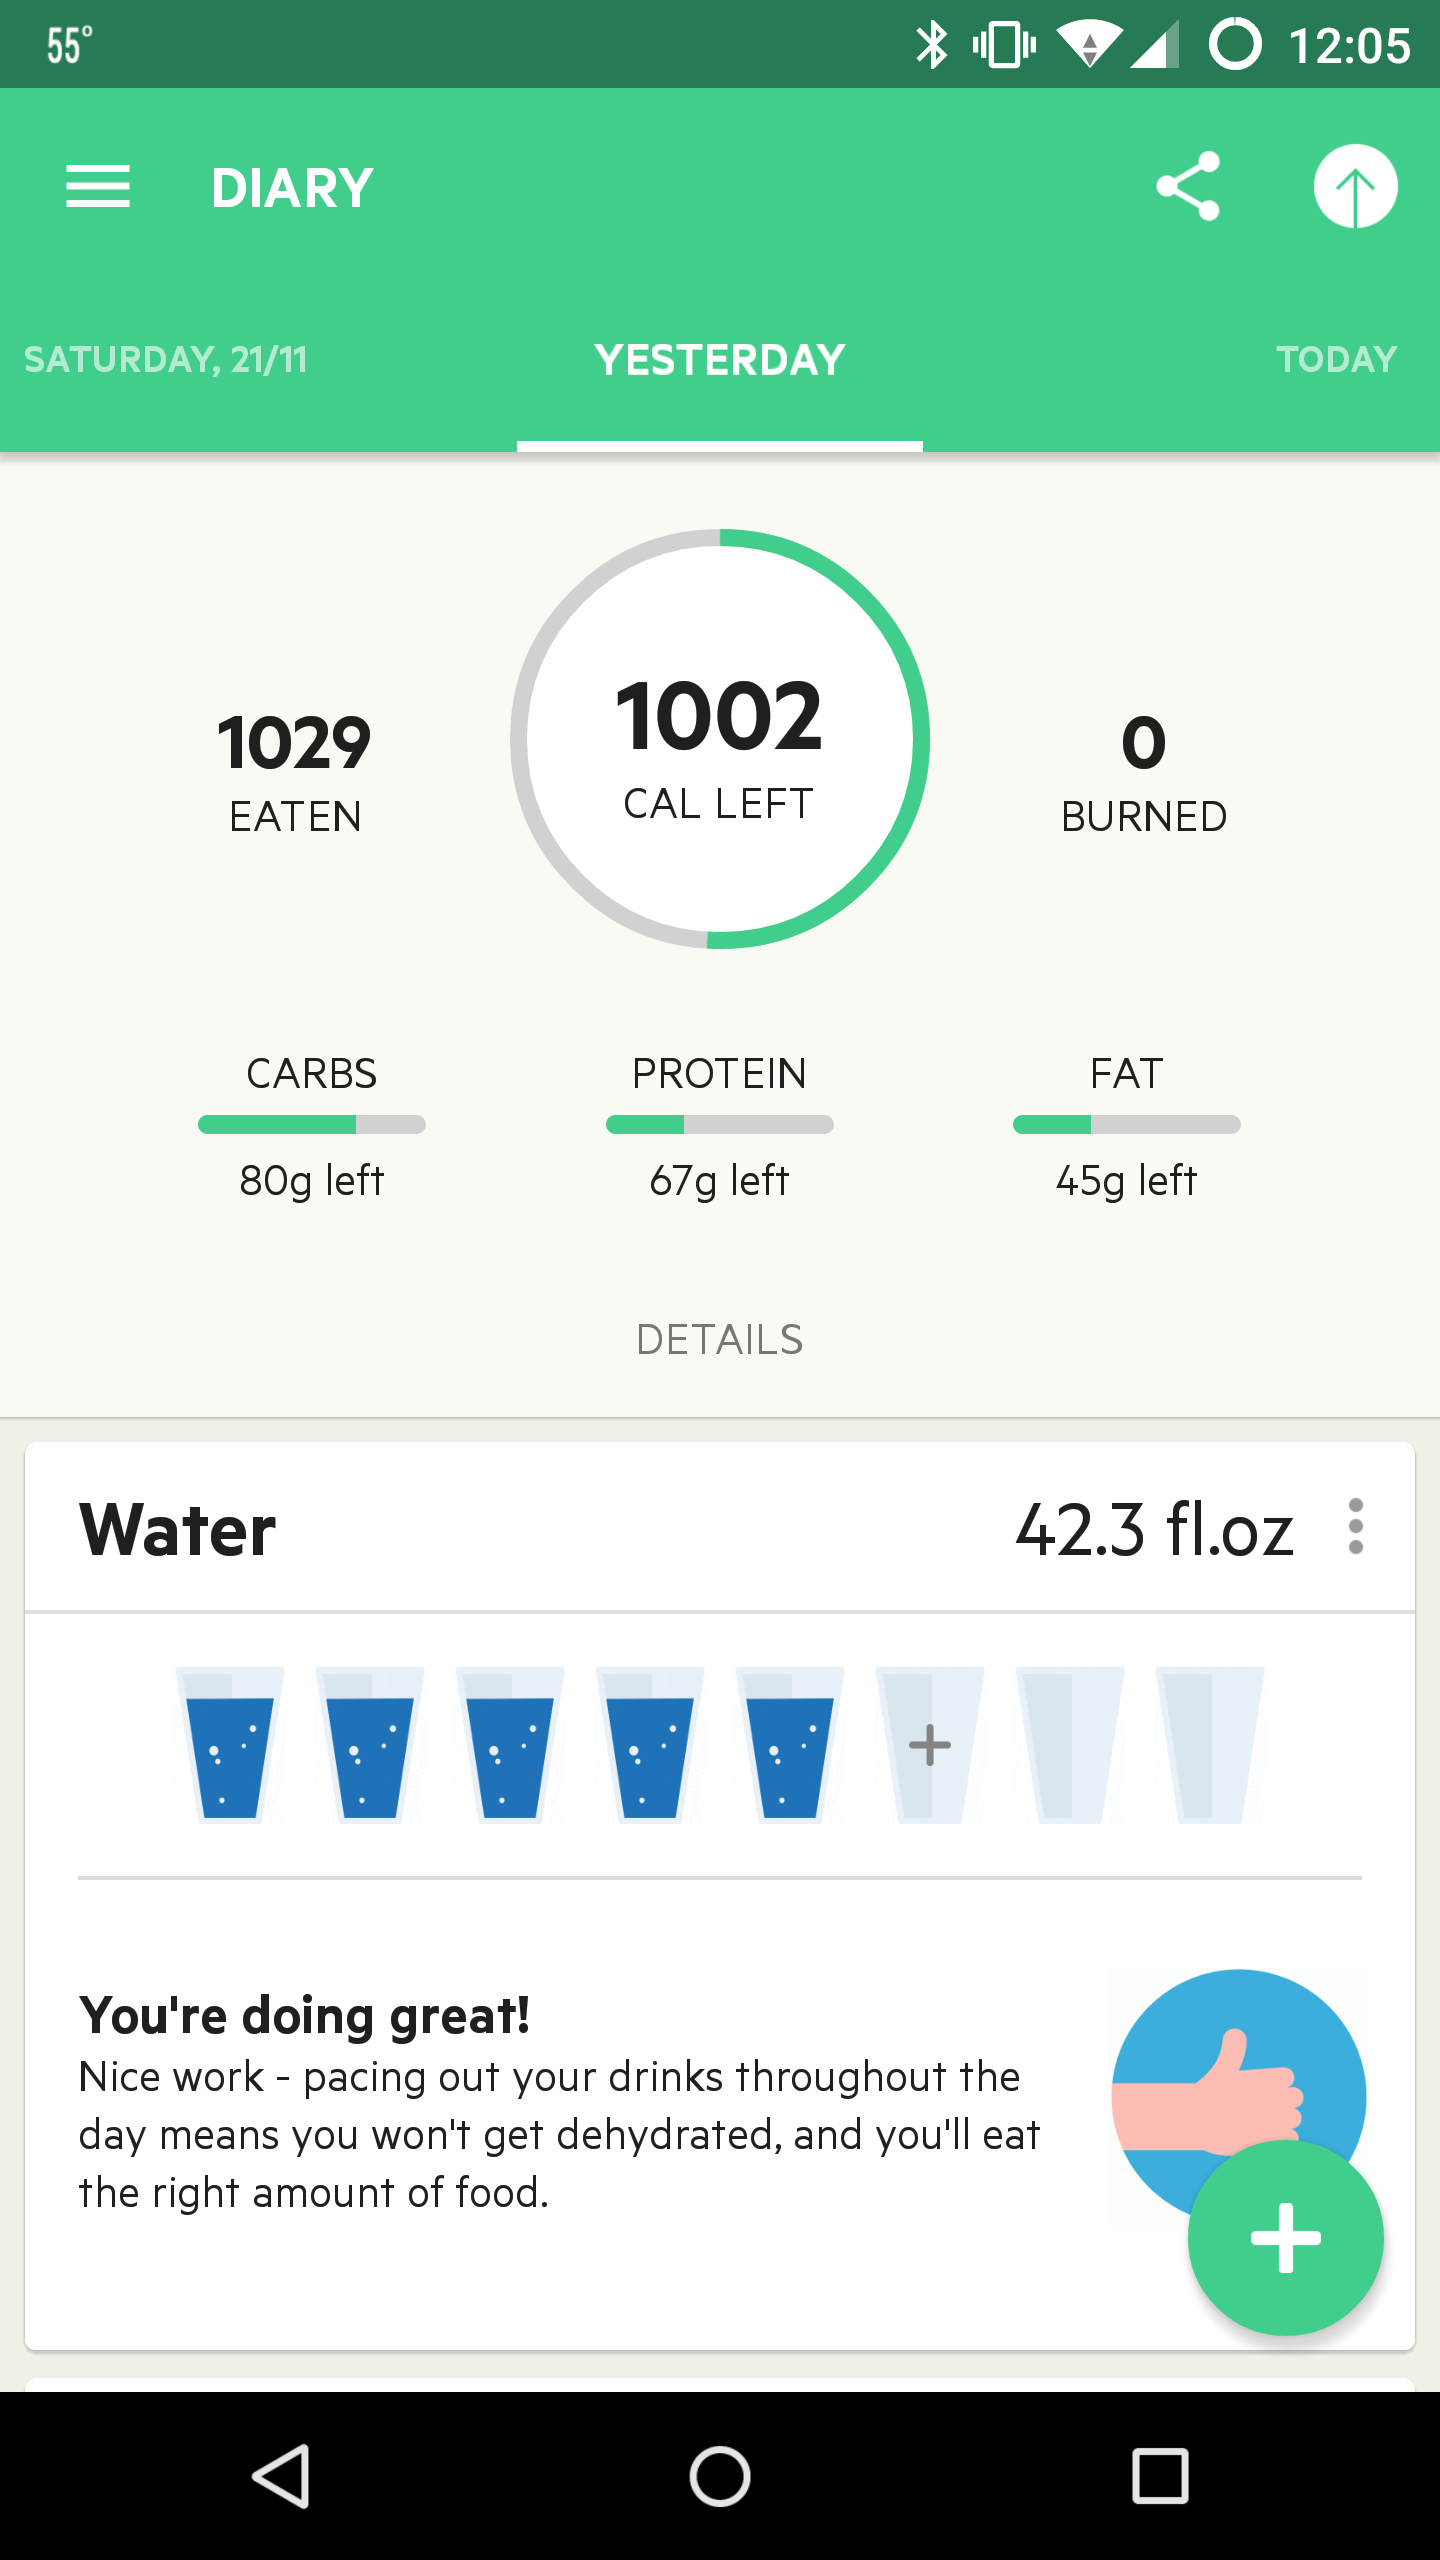 55°
12:05
DIARY
SATURDAY, 21/11
YESTERDAY
TODAY
1029
EATEN
1002
CAL LEFT
0
BURNED
CARBS
PROTEIN
FAT
80g left
67g left
45g left
DETAILS
Water
42.3 fl.oz
You're doing great!
Nice work - pacing out your drinks throughout the
day means you won't get dehydrated, and you'll eat
the right amount of food.